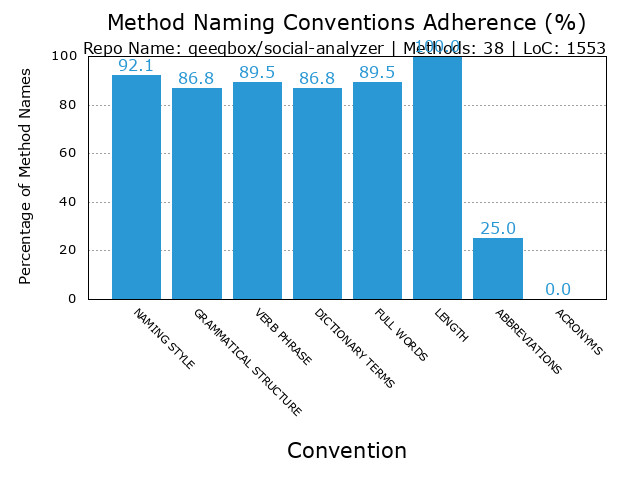 Method Naming Conventions Adherence (%)
Repo Name: qeeqbox/social-analyzer | Methods: 38 | LoC: 1553
Percentage of Method Names
100
80
60
40
20
0
92.1
86.8
89.5
86.8
89.5
100.0
25.0
0.0
NAMING STYLE
GRAMMATICAL STRUCTURE
VERB PHRASE
DICTIONARY TERMS
FULL WORDS
LENGTH
ABBREVIATIONS
ACRONYMS
Convention